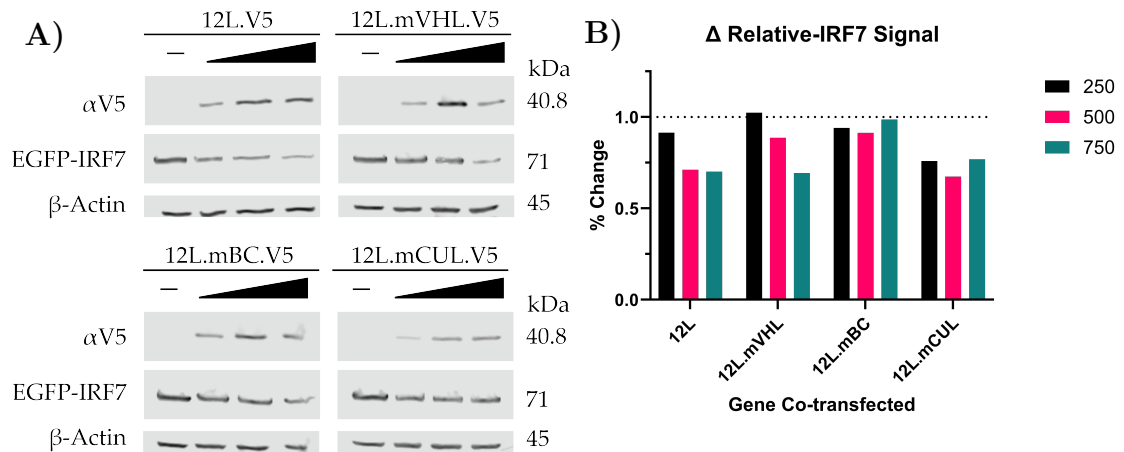 A)
12L.V5
12L.mVHL.V5
—
—
kDa
αV5
40.8
EGFP-IRF7
71
β-Actin
45
12L.mBC.V5
12L.mCUL.V5
—
—
kDa
αV5
40.8
EGFP-IRF7
71
β-Actin
45
B)
Δ Relative-IRF7 Signal
% Change
1.0
0.5
0.0
12L
12L.mVHL
12L.mBC
12L.mCUL
Gene Co-transfected
250
500
750